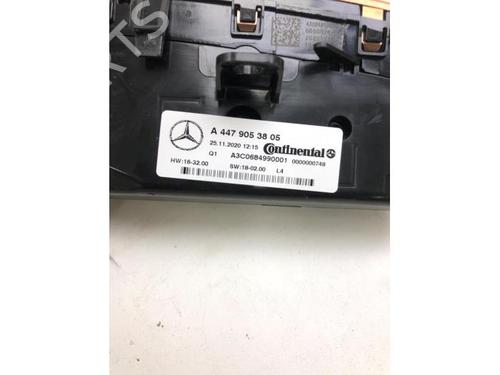 A 447 905 38 05
25.11.2020 12:15 Continental
Q1 A3C0684990001 0000000748
HW:16-32.00 SW:18-02.00 L4